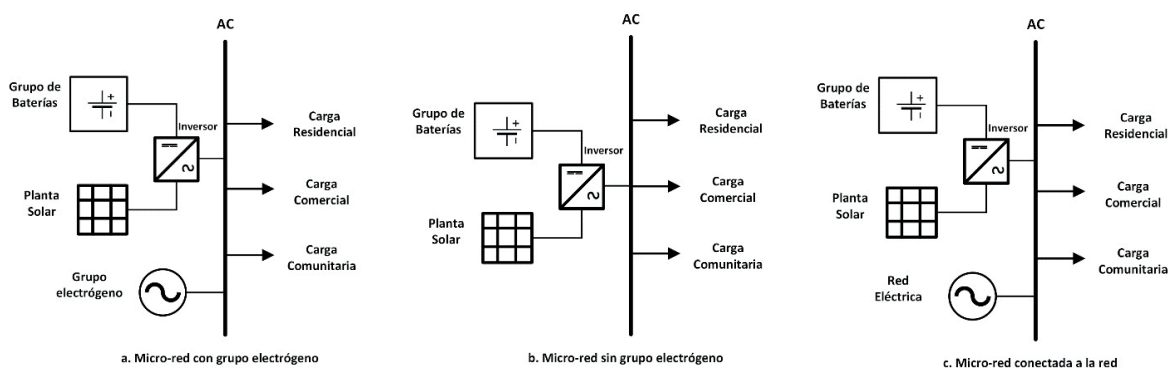 AC
Grupo de
Baterías
Inversor
Carga
Residencial
Planta
Solar
Carga
Comercial
Carga
Comunitaria
Grupo
electrógeno
a. Micro-red con grupo electrógeno
AC
Grupo de
Baterías
Inversor
Carga
Residencial
Carga
Comercial
Planta
Solar
Carga
Comunitaria
b. Micro-red sin grupo electrógeno
AC
Grupo de
Baterías
Inversor
Carga
Residencial
Planta
Solar
Carga
Comercial
Carga
Comunitaria
Red
Eléctrica
c. Micro-red conectada a la red